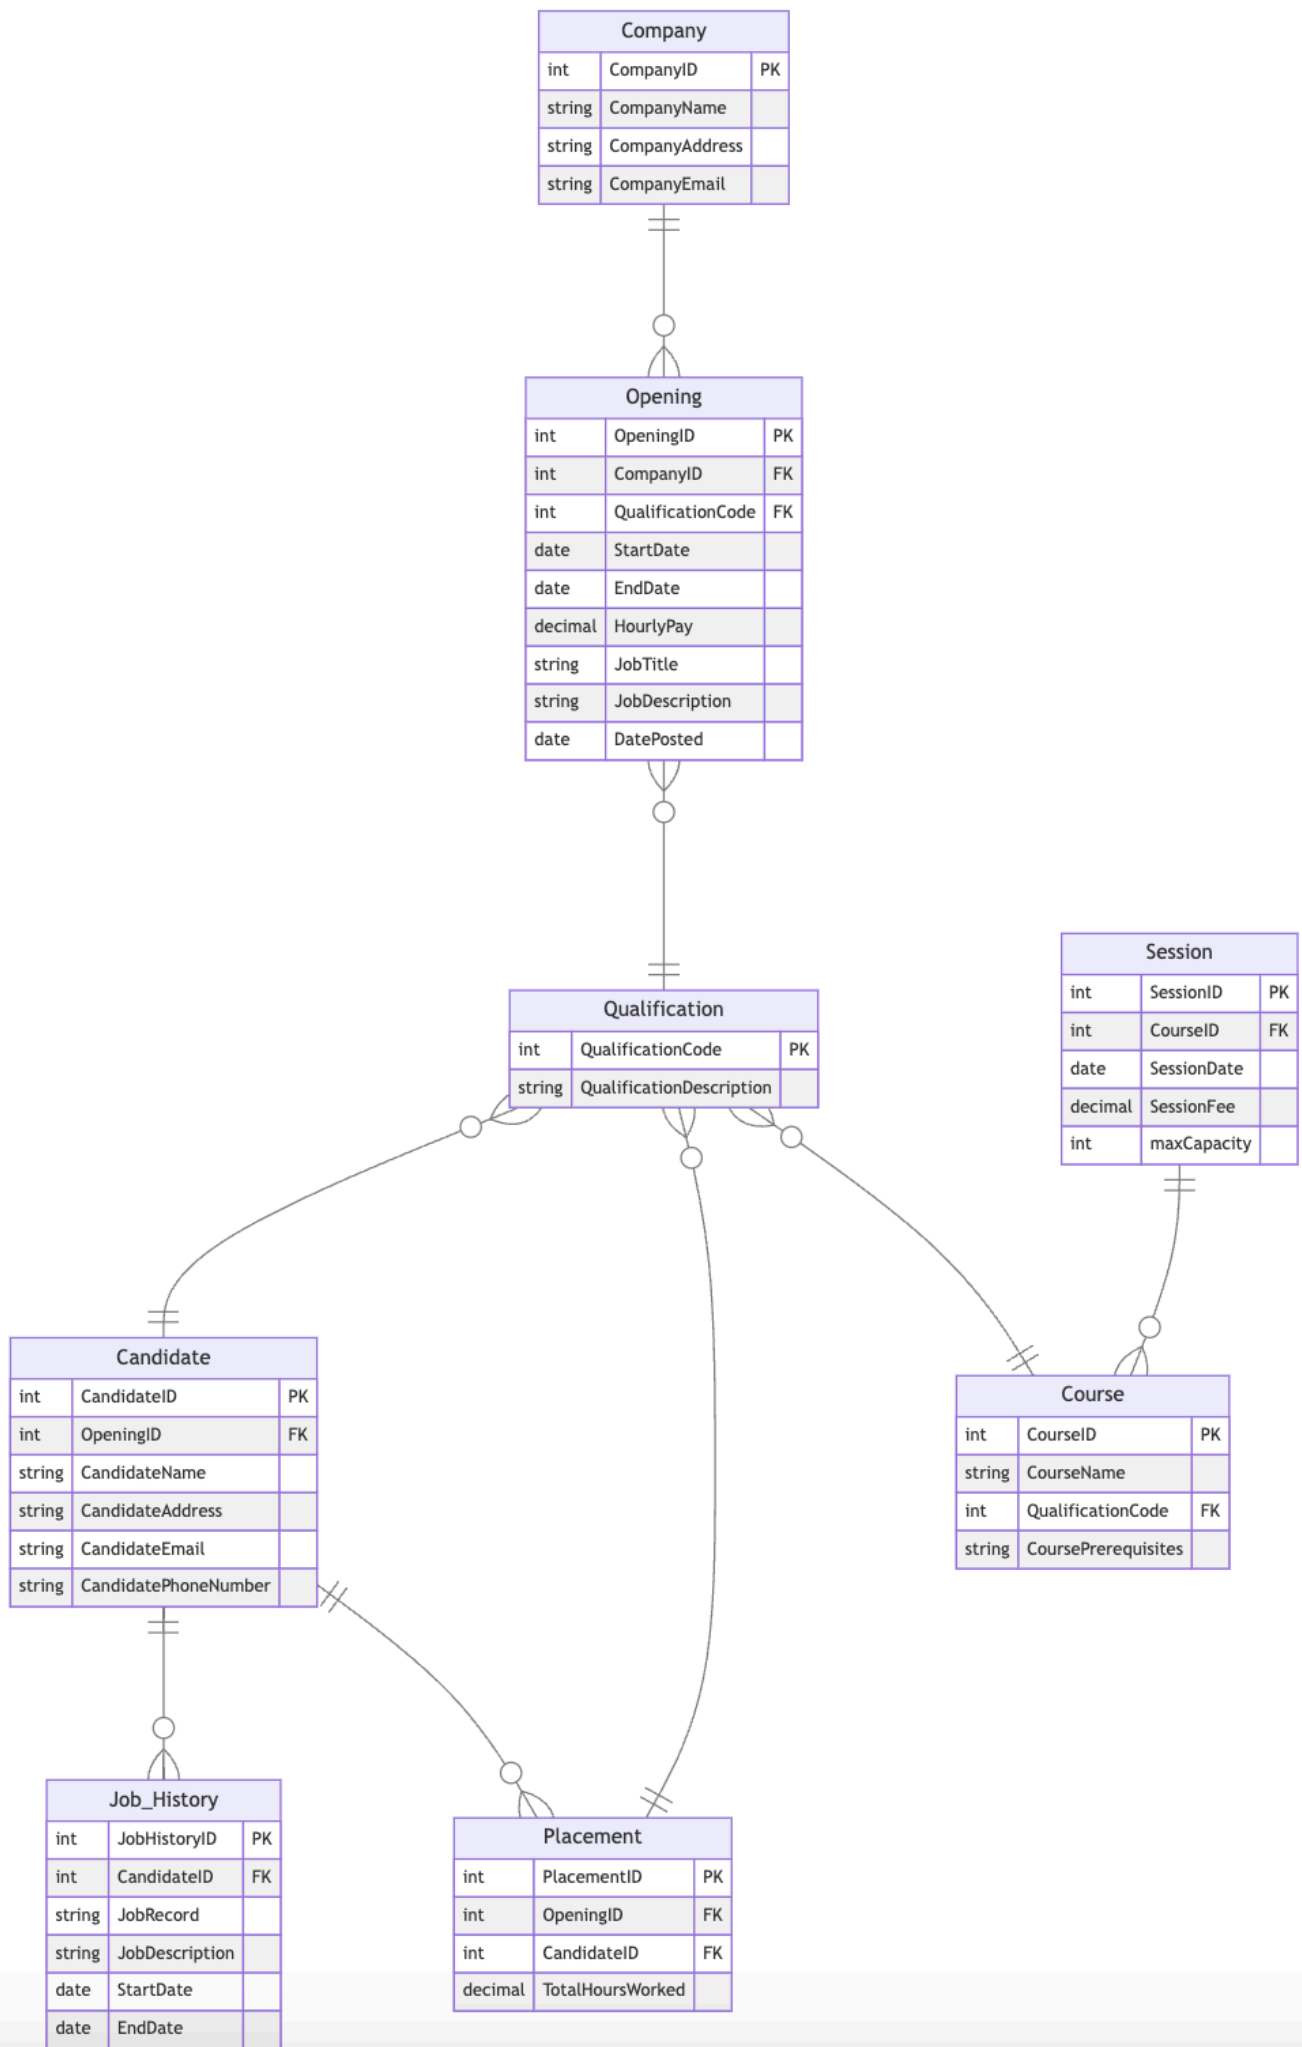 Company
int CompanyID PK
string CompanyName
string CompanyAddress
string CompanyEmail
Opening
int OpeningID PK
int CompanyID FK
int QualificationCode FK
date StartDate
date EndDate
decimal HourlyPay
string JobTitle
string JobDescription
date DatePosted
Session
int SessionID PK
int CourseID FK
date SessionDate
decimal SessionFee
int maxCapacity
Qualification
int QualificationCode PK
string QualificationDescription
Candidate
int CandidateID PK
int OpeningID FK
string CandidateName
string CandidateAddress
string CandidateEmail
string CandidatePhoneNumber
Course
int CourseID PK
string CourseName
int QualificationCode FK
string CoursePrerequisites
Job_History
int JobHistoryID PK
int CandidateID FK
string JobRecord
string JobDescription
date StartDate
date EndDate
Placement
int PlacementID PK
int OpeningID FK
int CandidateID FK
decimal TotalHoursWorked